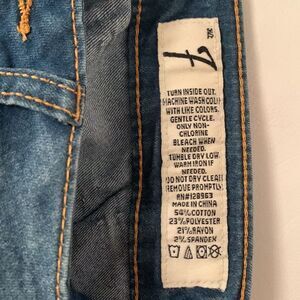 7
TURN INSIDE OUT.
MACHINE WASH COLD
WITH LIKE COLORS.
GENTLE CYCLE.
ONLY NON-
CHLORINE
BLEACH WHEN
NEEDED.
TUMBLE DRY LOW.
WARM IRON IF
NEEDED.
DO NOT DRY CLEAN
REMOVE PROMPTLY
RN#128963
MADE IN CHINA
54%COTTON
23%POLYESTER
21%RAYON
2% SPANDEX